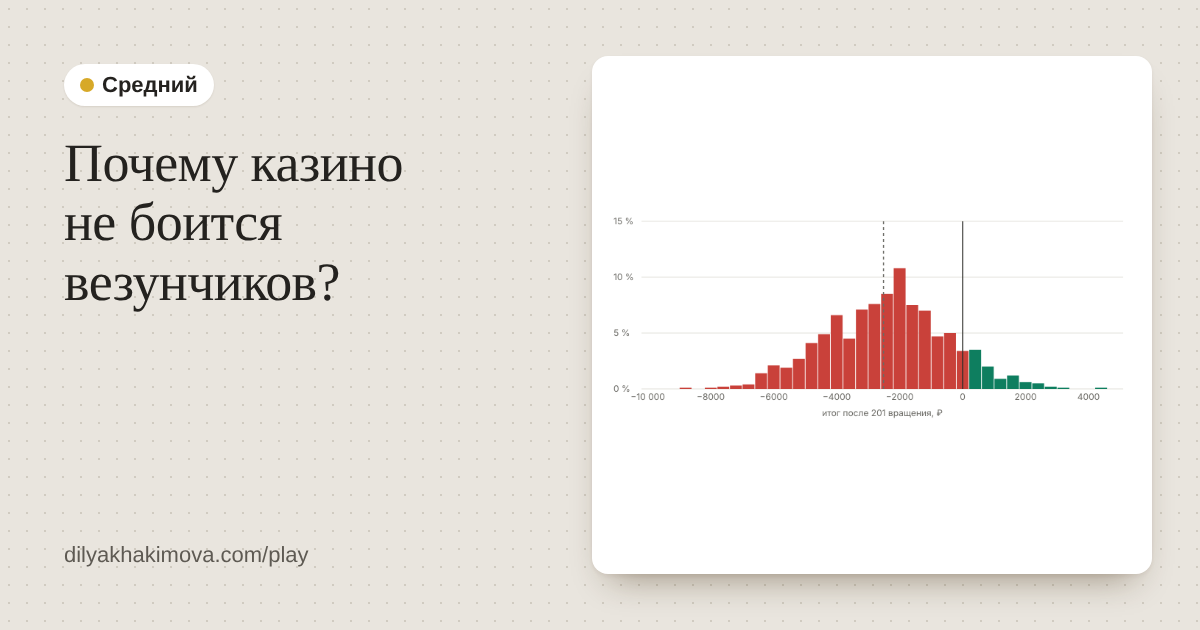 Средний
Почему казино
не боится
везунчиков?
15 %
10 %
5 %
0 %
−10 000 −8000 −6000 −4000 −2000 0 2000 4000
итог после 201 вращения, ₽
dilyakhakimova.com/play